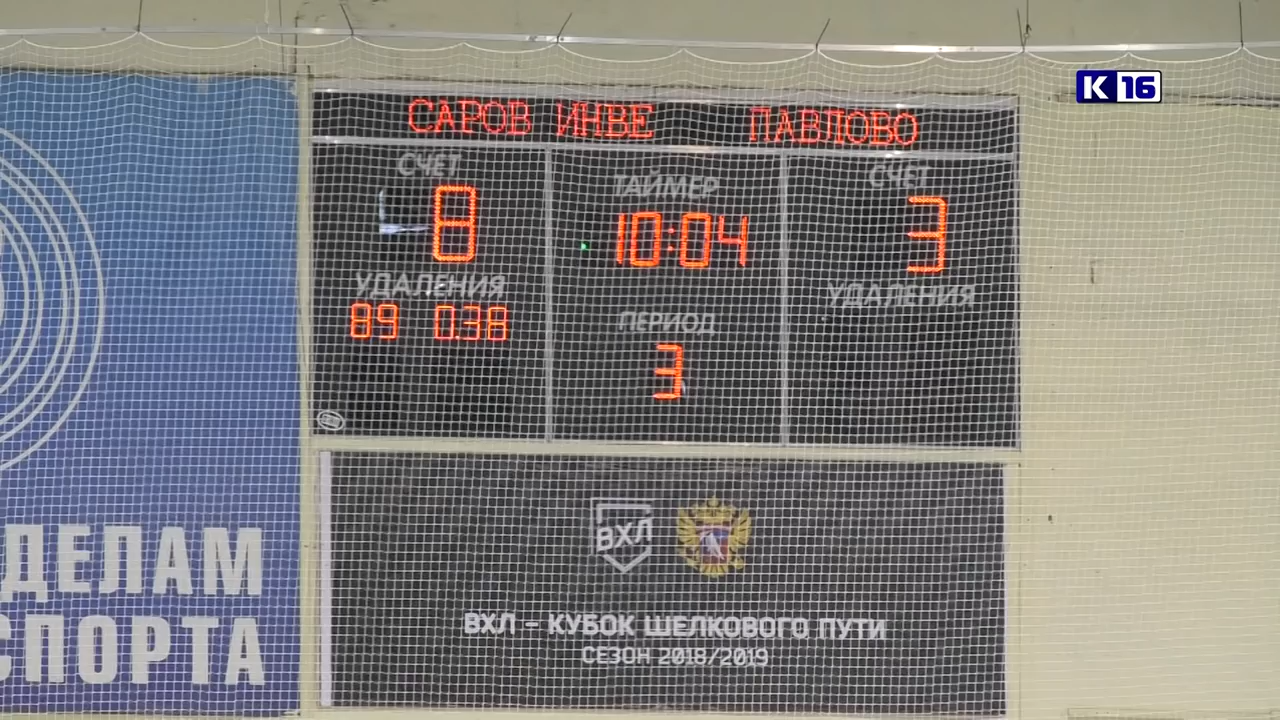 К 16
САРОВ ИНВЕ ПАВЛОВО
СЧЕТ ТАЙМЕР СЧЕТ
8 10:04 3
УДАЛЕНИЯ УДАЛЕНИЯ
89 0.38
ПЕРИОД
3
ВХЛ
ВХЛ – КУБОК ШЕЛКОВОГО ПУТИ
СЕЗОН 2018/2019
ДЕЛАМ
СПОРТА